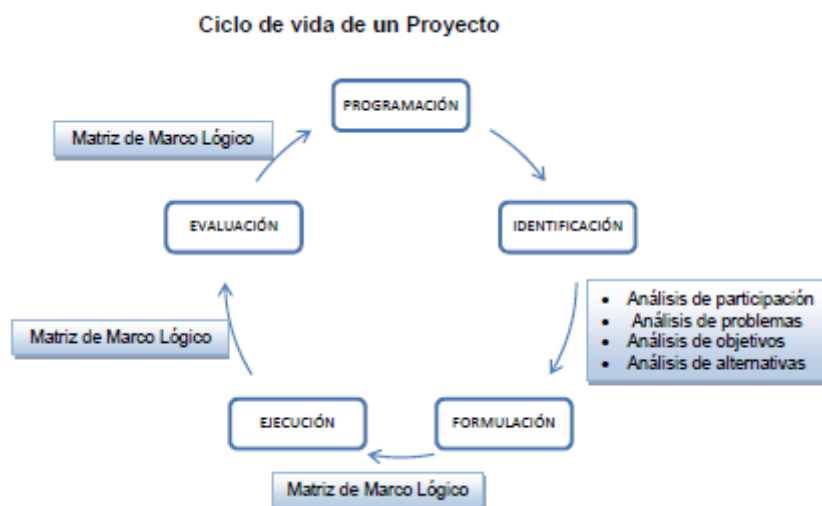 Ciclo de vida de un Proyecto
PROGRAMACIÓN
Matriz de Marco Lógico
EVALUACIÓN
IDENTIFICACIÓN
• Análisis de participación
• Análisis de problemas
• Análisis de objetivos
• Análisis de alternativas
Matriz de Marco Lógico
EJECUCIÓN
FORMULACIÓN
Matriz de Marco Lógico